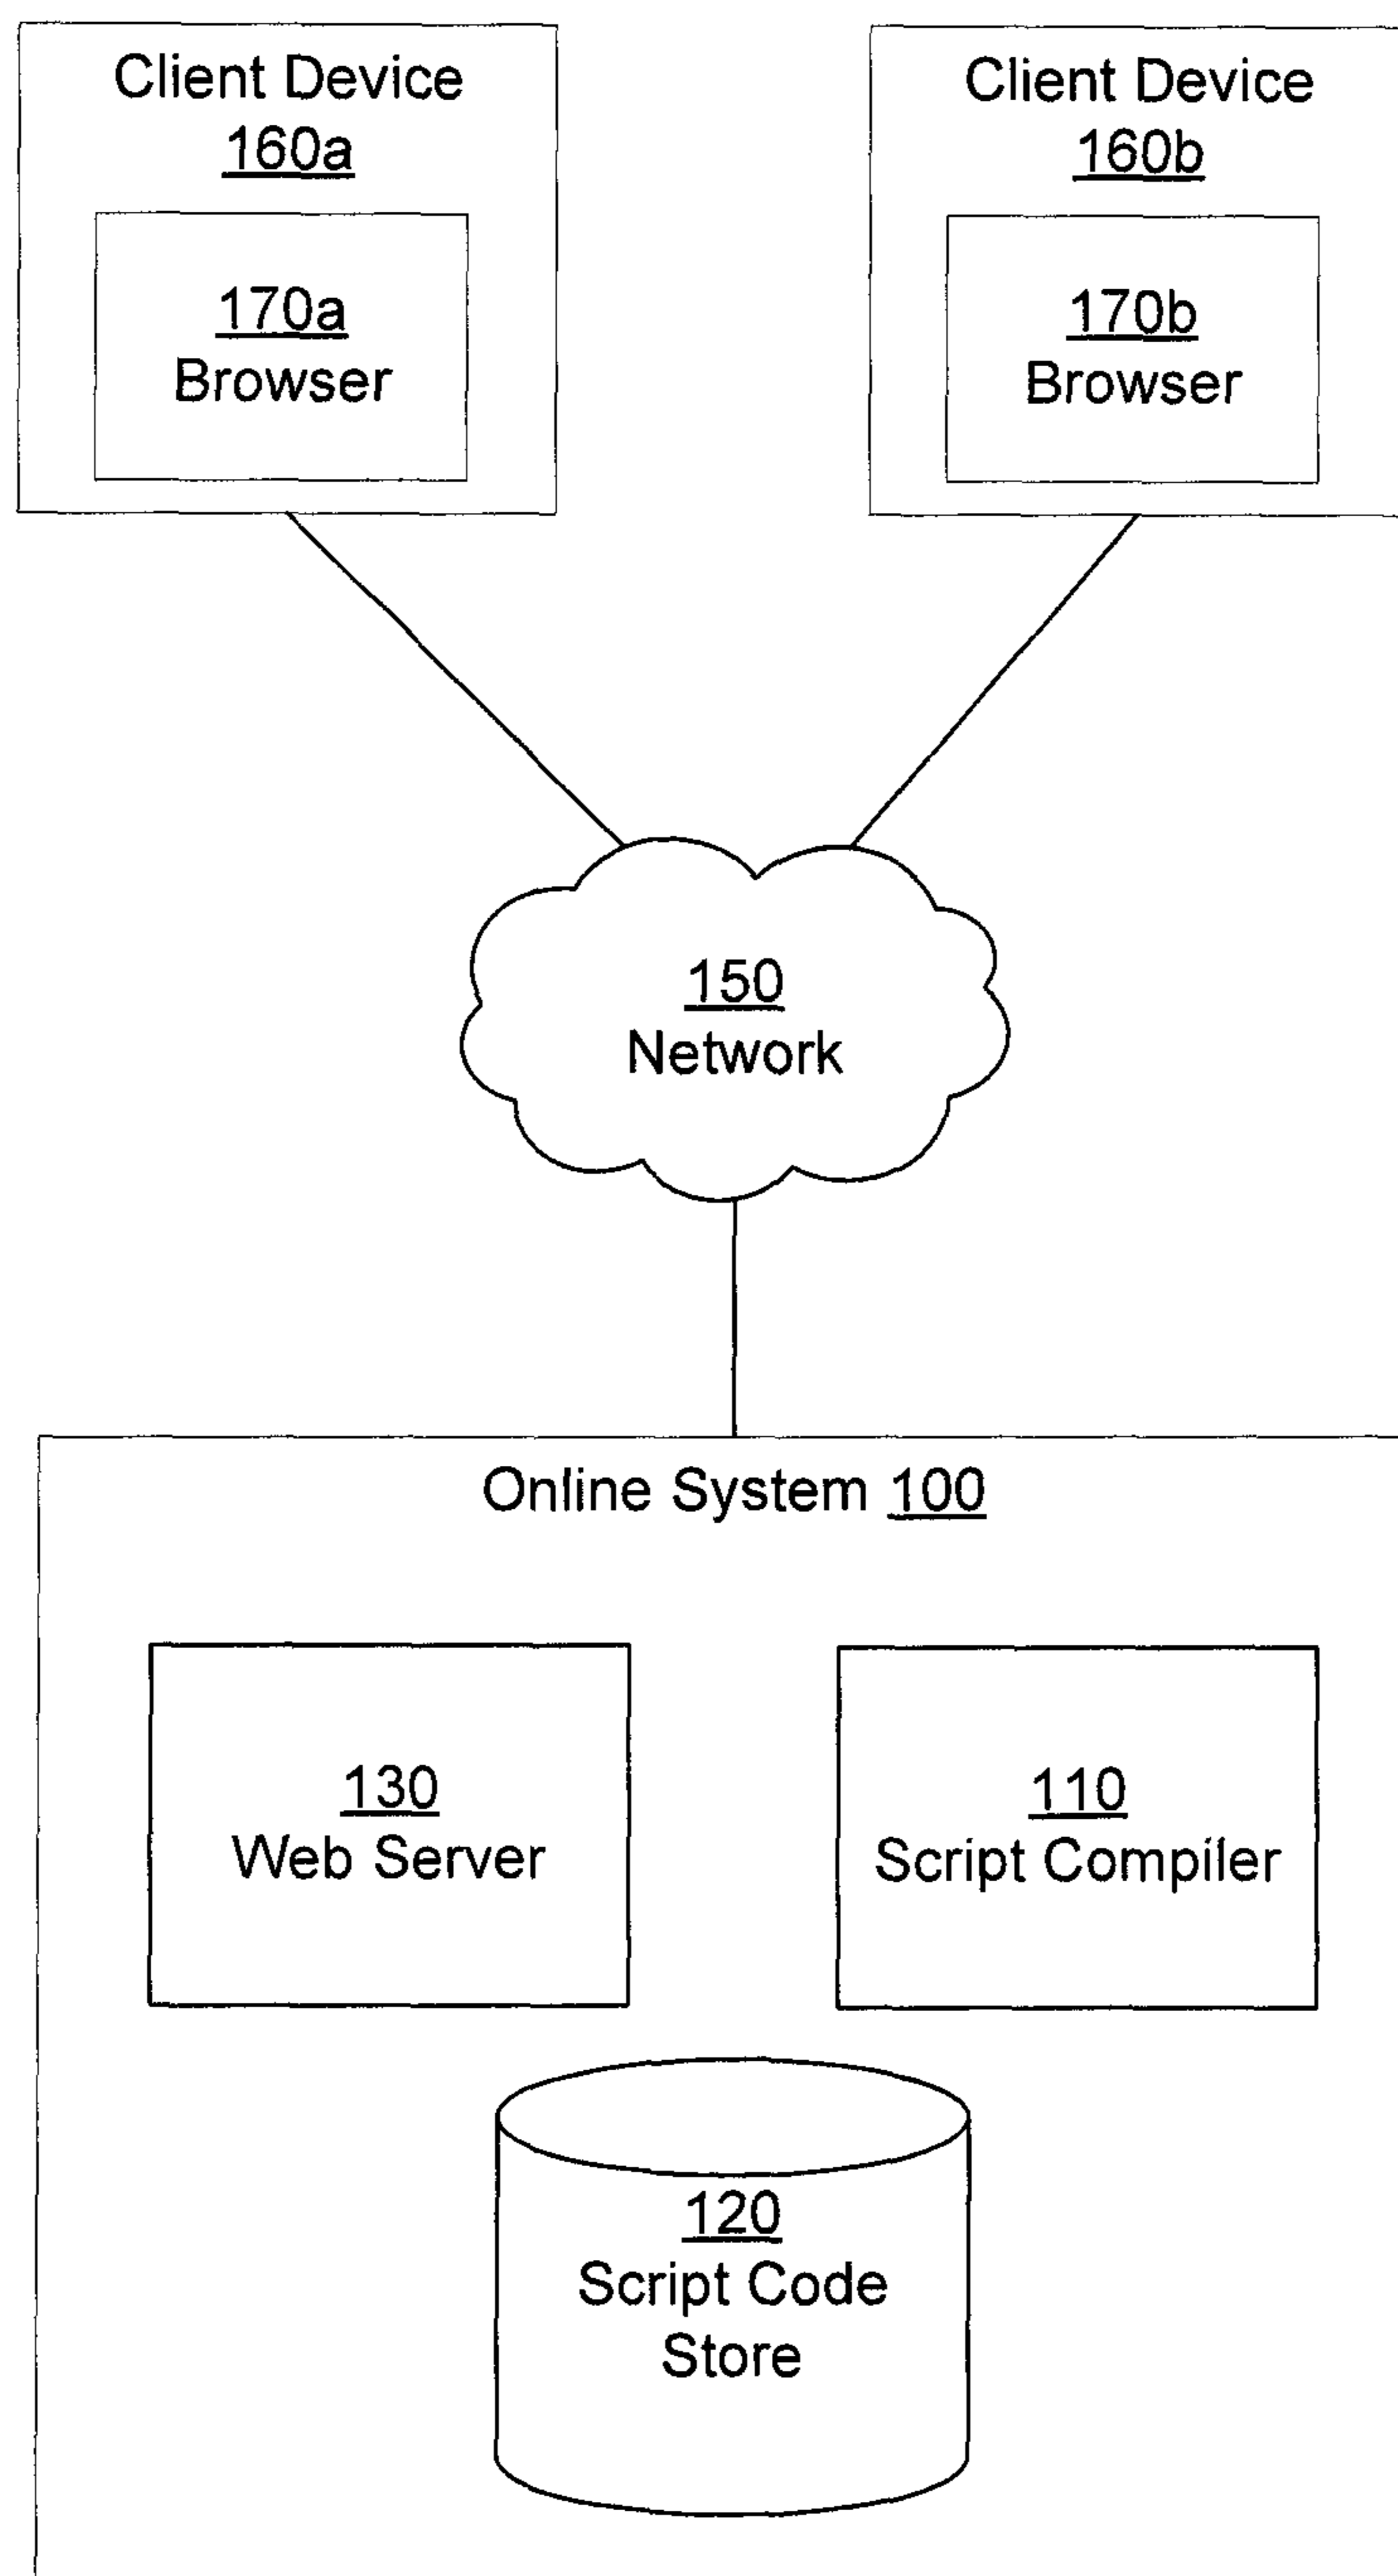 Client Device
160a
170a
Browser
Client Device
160b
170b
Browser
150
Network
Online System 100
130
Web Server
110
Script Compiler
120
Script Code
Store